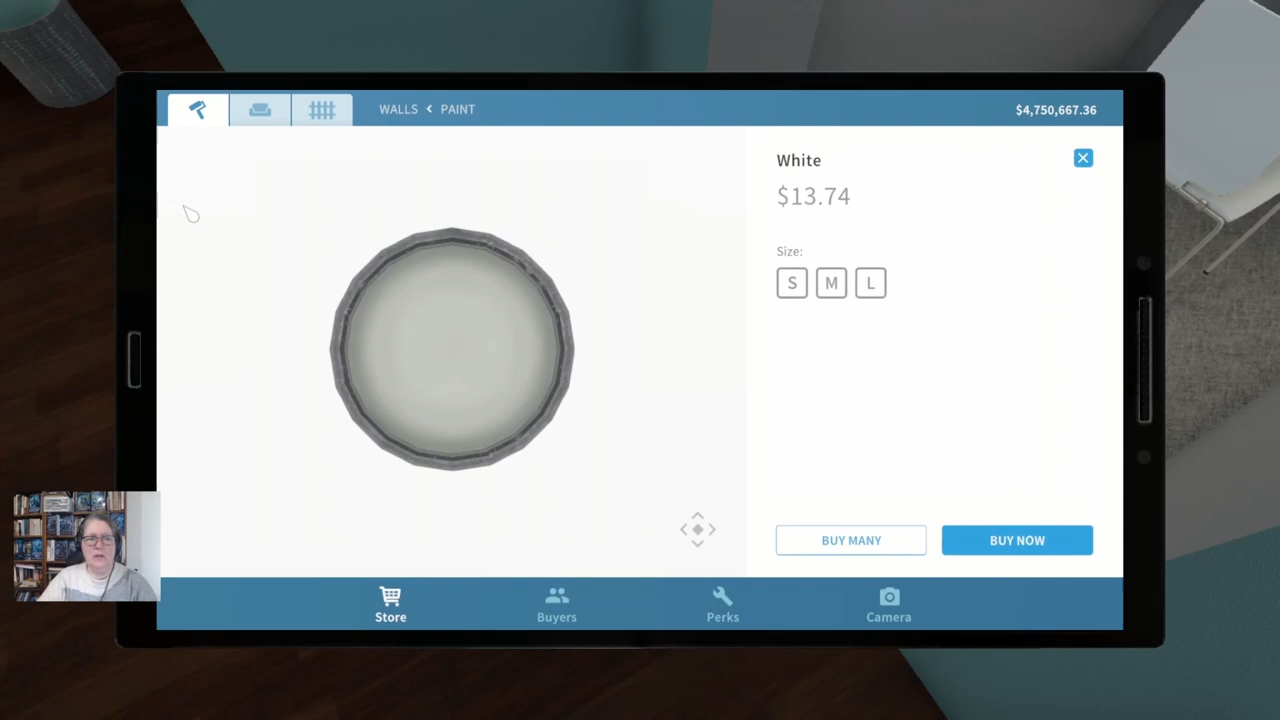 WALLS < PAINT
$4,750,667.36
White
$13.74
Size:
S M L
BUY MANY
BUY NOW
Store
Buyers
Perks
Camera